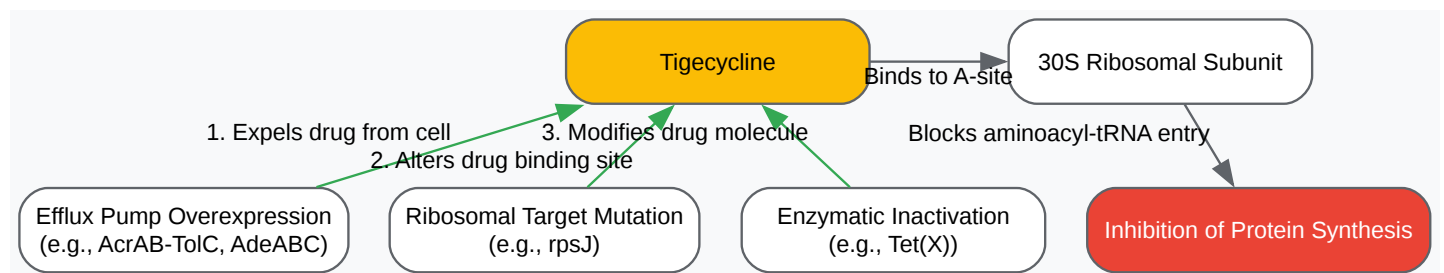 Tigecycline
30S Ribosomal Subunit
Binds to A-site
1. Expels drug from cell
3. Modifies drug molecule
Blocks aminoacyl-tRNA entry
2. Alters drug binding site
Efflux Pump Overexpression
(e.g., AcrAB-TolC, AdeABC)
Ribosomal Target Mutation
(e.g., rpsJ)
Enzymatic Inactivation
(e.g., Tet(X))
Inhibition of Protein Synthesis